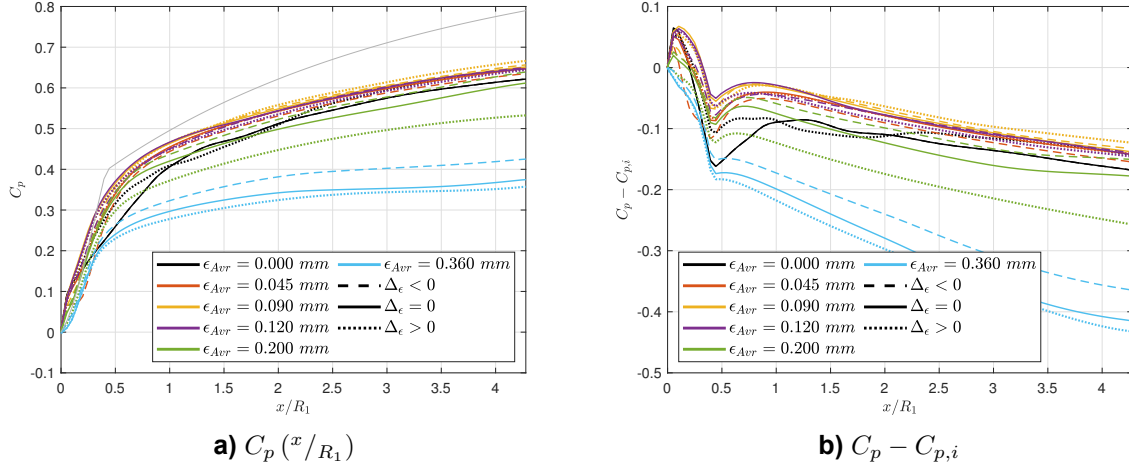 0.8
0.7
0.6
0.5
0.4
0.3
0.2
0.1
0
-0.1
C_p
0 0.5 1 1.5 2 2.5 3 3.5 4
x/R_1
ϵ_Avr = 0.000 mm
ϵ_Avr = 0.045 mm
ϵ_Avr = 0.090 mm
ϵ_Avr = 0.120 mm
ϵ_Avr = 0.200 mm
ϵ_Avr = 0.360 mm
Δ_ϵ < 0
Δ_ϵ = 0
Δ_ϵ > 0
a) C_p (x/R_1)
0.1
0
-0.1
-0.2
-0.3
-0.4
-0.5
C_p − C_{p,i}
0 0.5 1 1.5 2 2.5 3 3.5 4
x/R_1
ϵ_Avr = 0.000 mm
ϵ_Avr = 0.045 mm
ϵ_Avr = 0.090 mm
ϵ_Avr = 0.120 mm
ϵ_Avr = 0.200 mm
ϵ_Avr = 0.360 mm
Δ_ϵ < 0
Δ_ϵ = 0
Δ_ϵ > 0
b) C_p − C_{p,i}